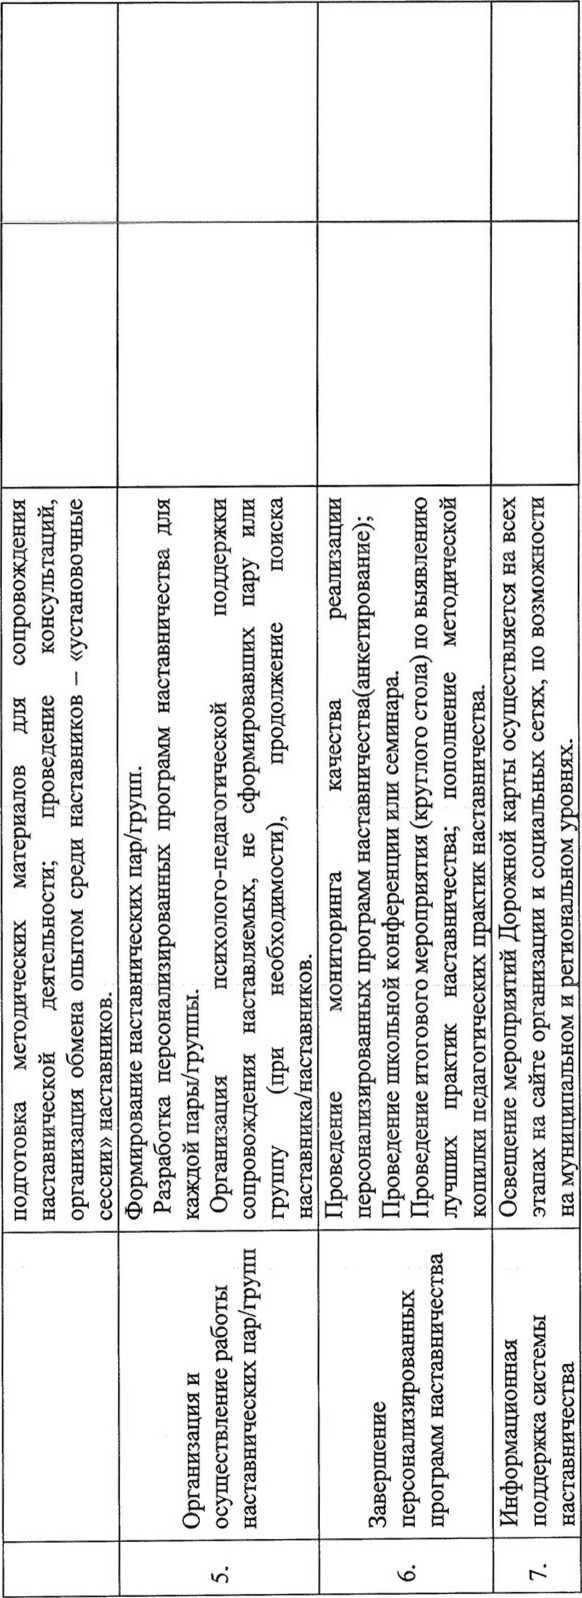 подготовка методических материалов для сопровождения
наставнической деятельности; проведение консультаций,
организация обмена опытом среди наставников – «установочные
сессии» наставников.
5.
Организация и
осуществление работы
наставнических пар/групп
Формирование наставнических пар/групп.
Разработка персонализированных программ наставничества для
каждой пары/группы.
Организация психолого-педагогической поддержки
сопровождения наставляемых, не сформировавших пару или
группу (при необходимости), продолжение поиска
наставника/наставников.
6.
Завершение
персонализированных
программ наставничества
Проведение мониторинга качества реализации
персонализированных программ наставничества(анкетирование);
Проведение школьной конференции или семинара.
Проведение итогового мероприятия (круглого стола) по выявлению
лучших практик наставничества; пополнение методической
копилки педагогических практик наставничества.
7.
Информационная
поддержка системы
наставничества
Освещение мероприятий Дорожной карты осуществляется на всех
этапах на сайте организации и социальных сетях, по возможности
на муниципальном и региональном уровнях.